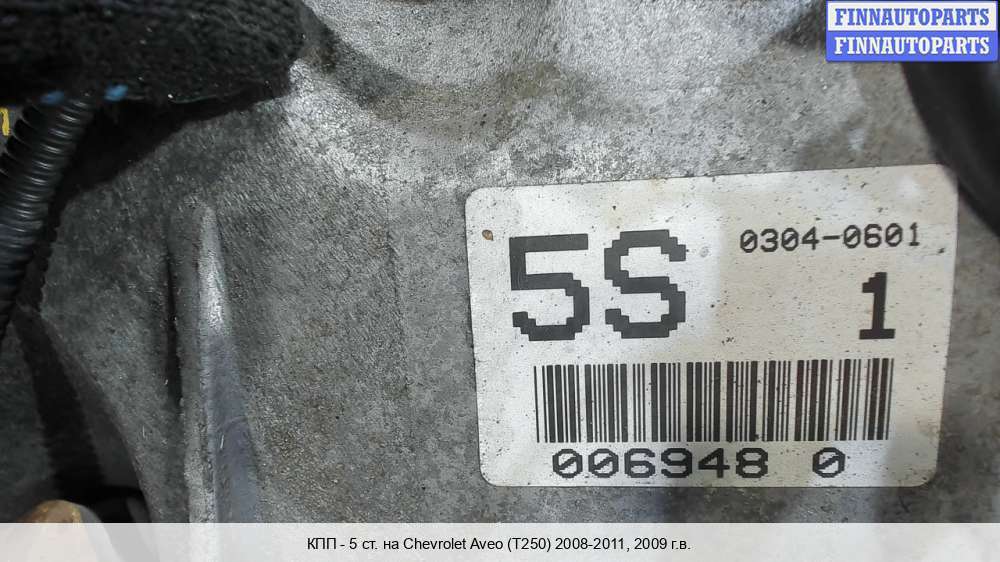 FINNAUTOPARTS
FINNAUTOPARTS
5S 0304-0601
1
006948 0
КПП - 5 ст. на Chevrolet Aveo (T250) 2008-2011, 2009 г.в.